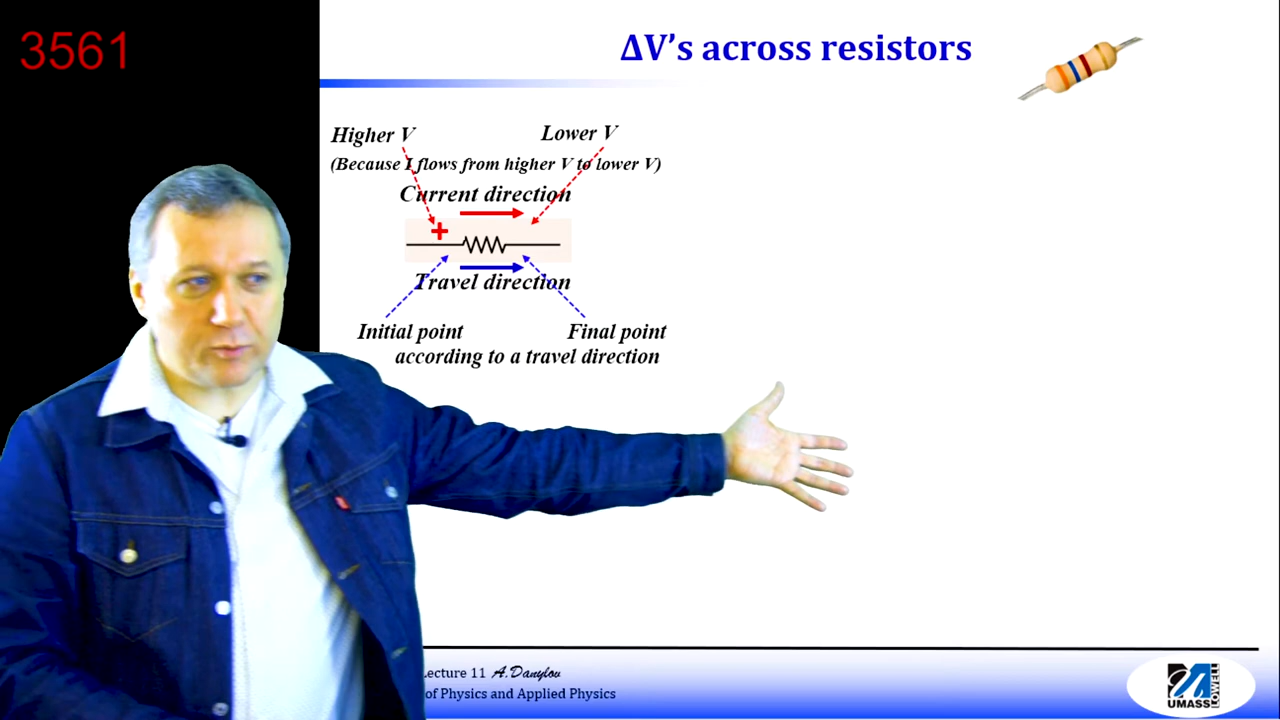 3561
ΔV’s across resistors
Higher V
Lower V
(Because I flows from higher V to lower V)
Current direction
+
Travel direction
Initial point
Final point
according to a travel direction
Lecture 11 A.Danylov
of Physics and Applied Physics
UMASS
LOWELL